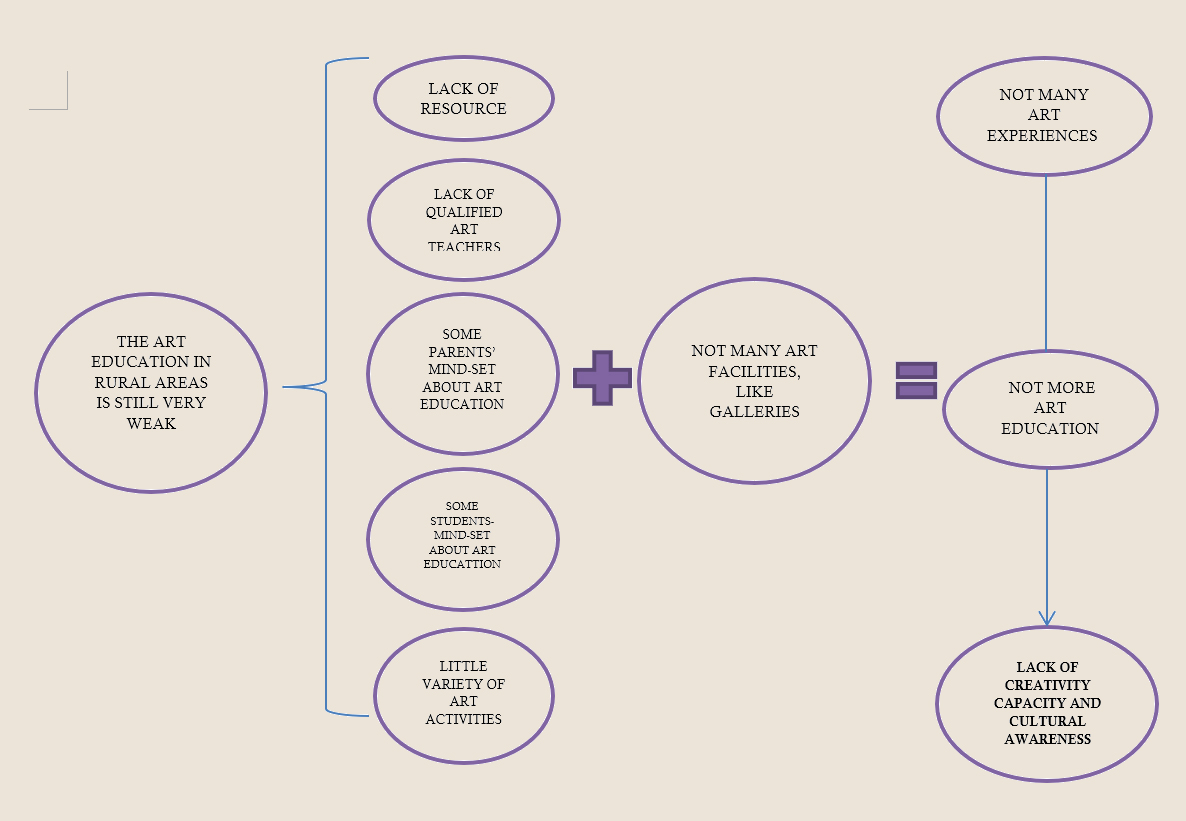 THE ART
EDUCATION IN
RURAL AREAS
IS STILL VERY
WEAK
LACK OF
RESOURCE
LACK OF
QUALIFIED
ART
TEACHERS
SOME
PARENTS’
MIND-SET
ABOUT ART
EDUCATION
SOME
STUDENTS-
MIND-SET
ABOUT ART
EDUCATTION
LITTLE
VARIETY OF
ART
ACTIVITIES
NOT MANY ART
FACILITIES,
LIKE
GALLERIES
NOT MANY
ART
EXPERIENCES
NOT MORE
ART
EDUCATION
LACK OF
CREATIVITY
CAPACITY AND
CULTURAL
AWARENESS